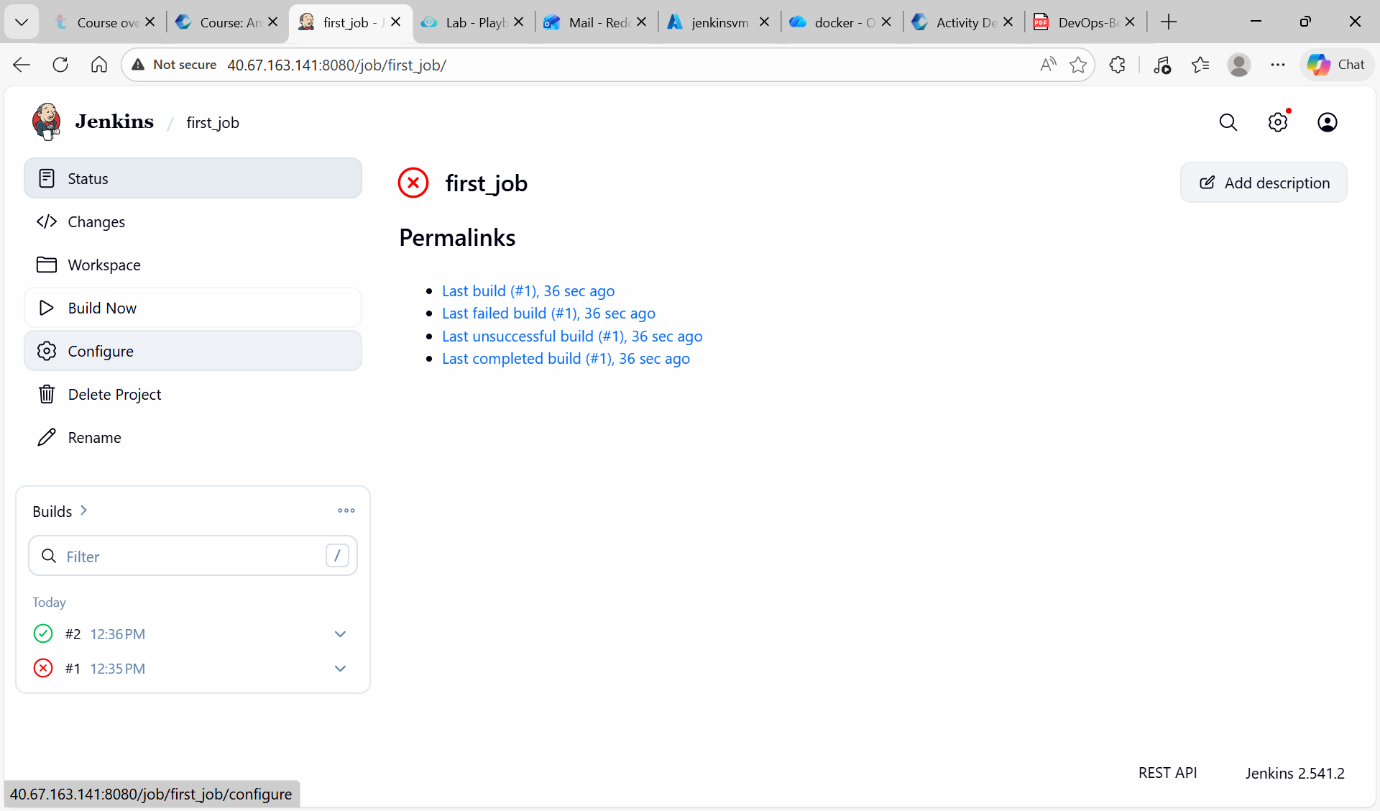 Course ove
Course: An
first_job - J
Lab - Playb
Mail - Redc
jenkinsvm
docker - O
Activity De
DevOps-Be
Not secure 40.67.163.141:8080/job/first_job/
Chat
Jenkins / first_job
Status
Changes
Workspace
Build Now
Configure
Delete Project
Rename
first_job
Add description
Permalinks
Last build (#1), 36 sec ago
Last failed build (#1), 36 sec ago
Last unsuccessful build (#1), 36 sec ago
Last completed build (#1), 36 sec ago
Builds
Filter /
Today
#2 12:36 PM
#1 12:35 PM
REST API
Jenkins 2.541.2
40.67.163.141:8080/job/first_job/configure